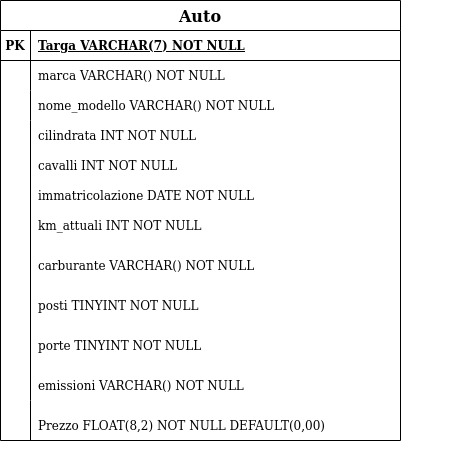 Auto
PK Targa VARCHAR(7) NOT NULL
marca VARCHAR() NOT NULL
nome_modello VARCHAR() NOT NULL
cilindrata INT NOT NULL
cavalli INT NOT NULL
immatricolazione DATE NOT NULL
km_attuali INT NOT NULL
carburante VARCHAR() NOT NULL
posti TINYINT NOT NULL
porte TINYINT NOT NULL
emissioni VARCHAR() NOT NULL
Prezzo FLOAT(8,2) NOT NULL DEFAULT(0,00)